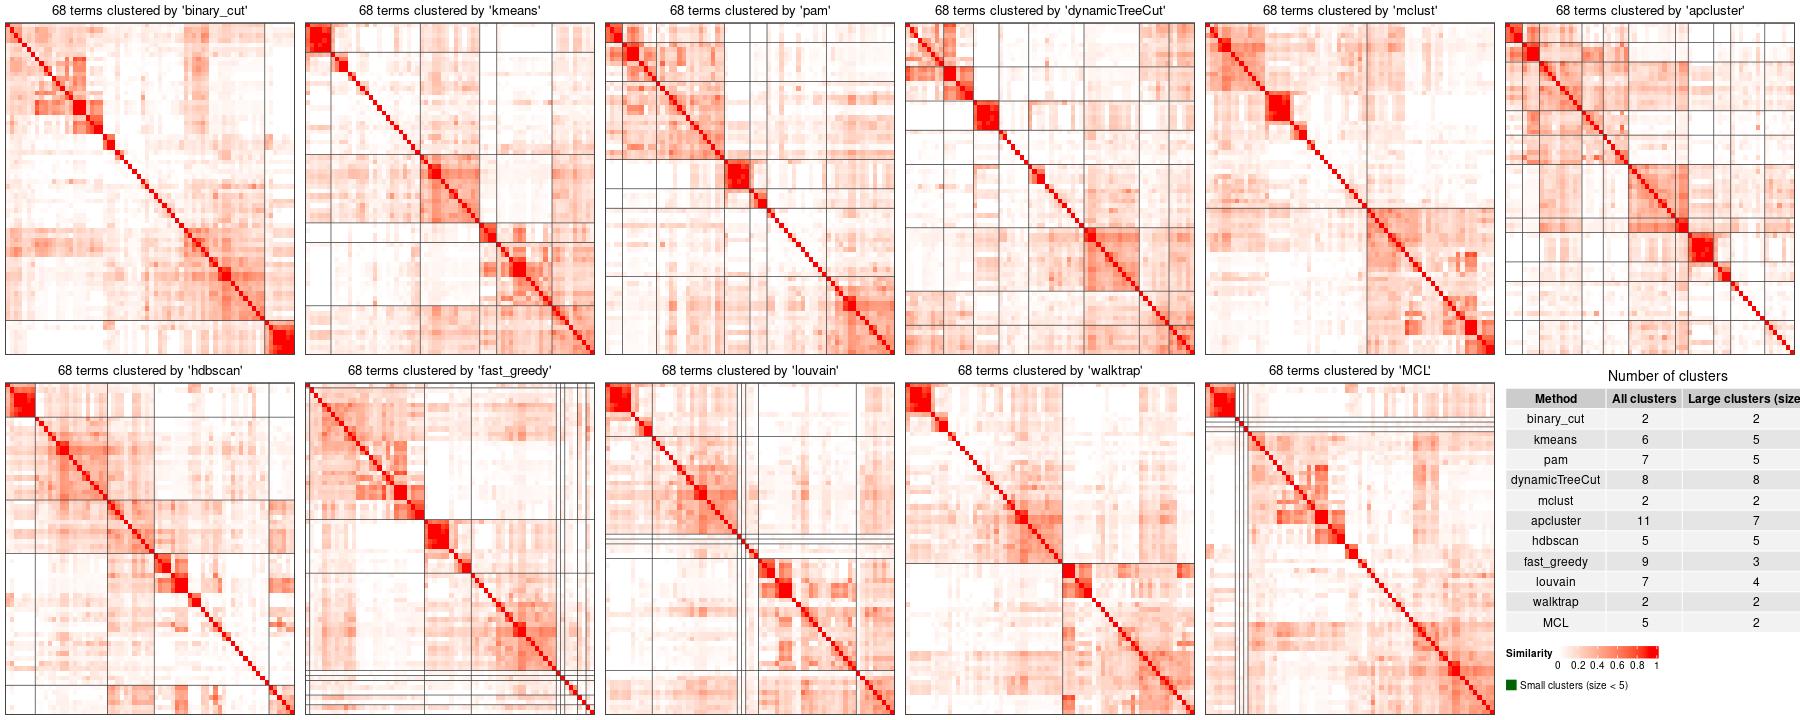 68 terms clustered by 'binary_cut'
68 terms clustered by 'kmeans'
68 terms clustered by 'pam'
68 terms clustered by 'dynamicTreeCut'
68 terms clustered by 'mclust'
68 terms clustered by 'apcluster'
68 terms clustered by 'hdbscan'
68 terms clustered by 'fast_greedy'
68 terms clustered by 'louvain'
68 terms clustered by 'walktrap'
68 terms clustered by 'MCL'
Number of clusters
Method All clusters Large clusters (size
binary_cut 2 2
kmeans 6 5
pam 7 5
dynamicTreeCut 8 8
mclust 2 2
apcluster 11 7
hdbscan 5 5
fast_greedy 9 3
louvain 7 4
walktrap 2 2
MCL 5 2
Similarity
0 0.2 0.4 0.6 0.8 1
Small clusters (size < 5)